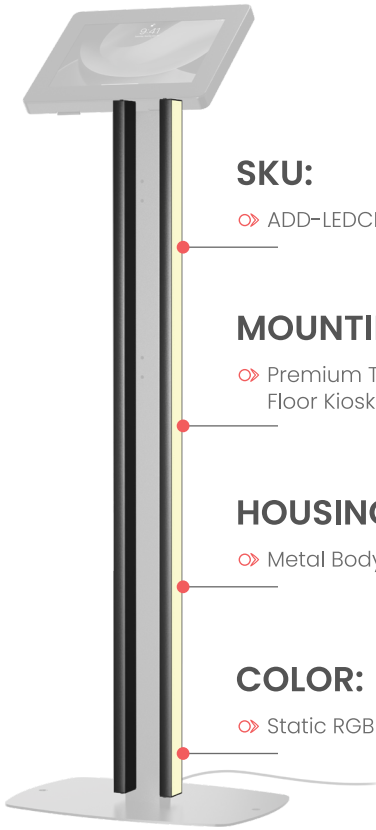 9:41
SKU:
ADD-LEDC
MOUNTI
Premium T
Floor Kiosk
HOUSING
Metal Body
COLOR:
Static RGB